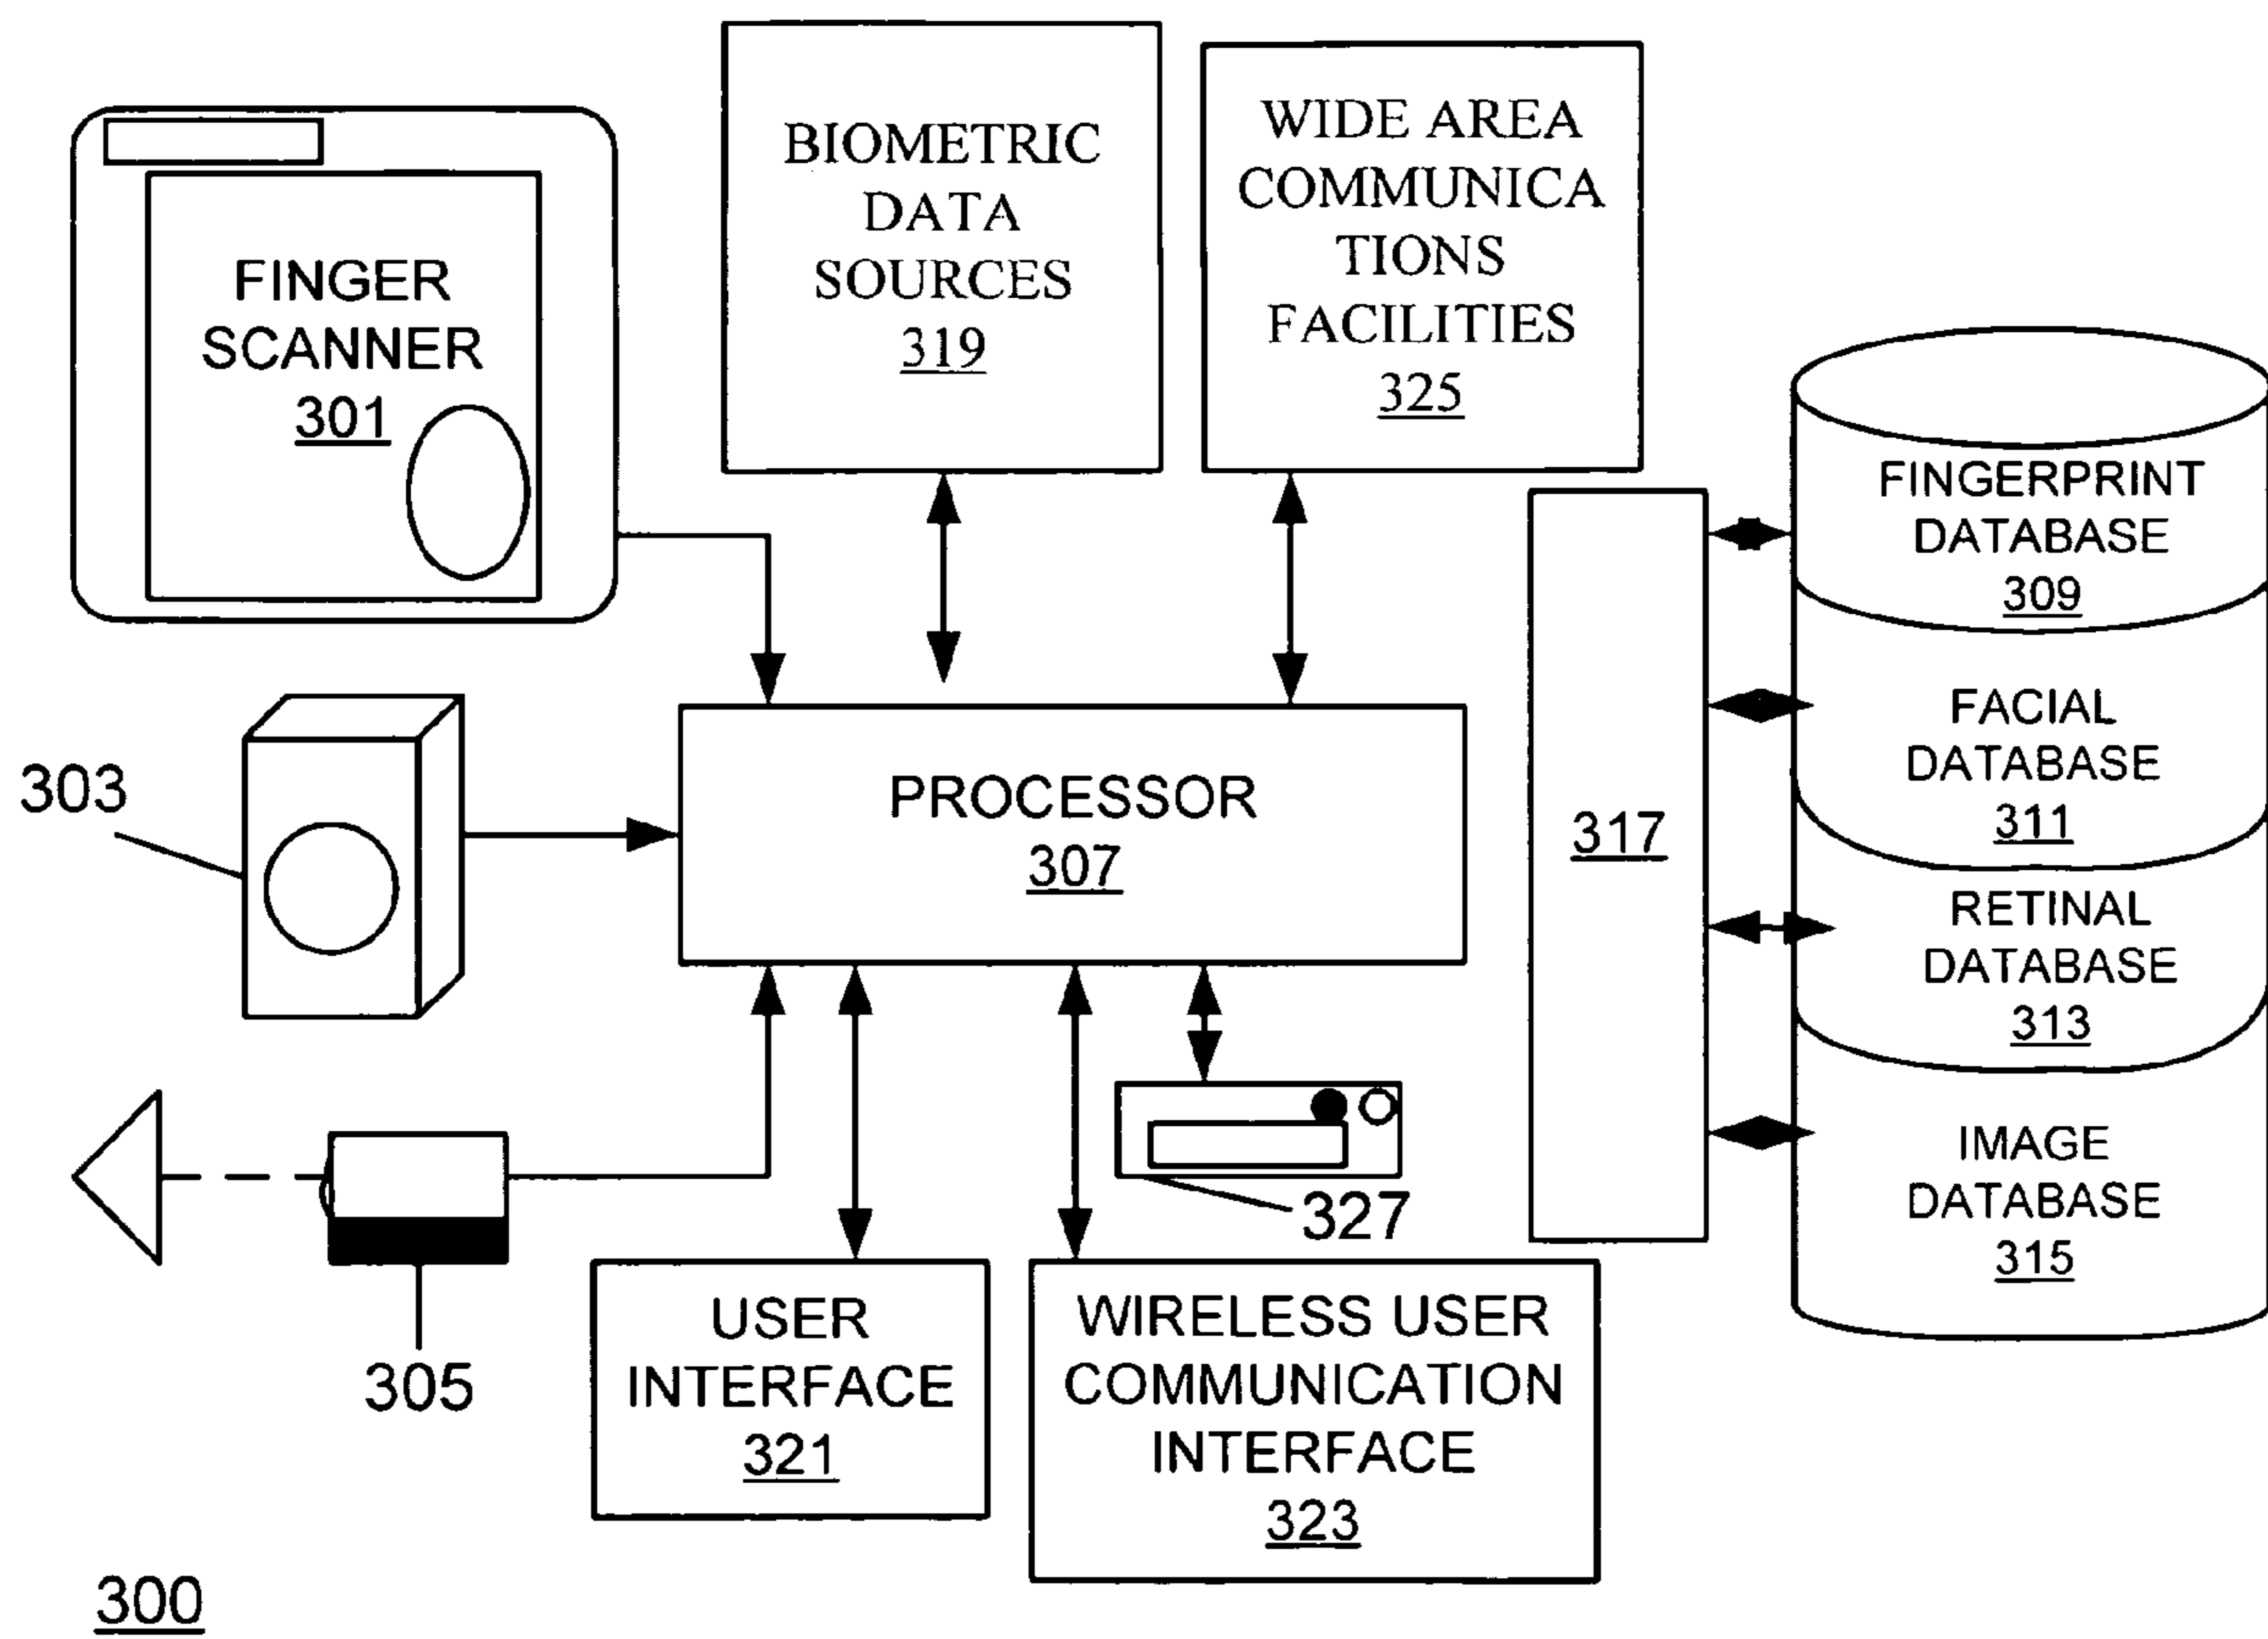 FINGER
SCANNER
301
BIOMETRIC
DATA
SOURCES
319
WIDE AREA
COMMUNICA
TIONS
FACILITIES
325
FINGERPRINT
DATABASE
309
FACIAL
DATABASE
311
RETINAL
DATABASE
313
IMAGE
DATABASE
315
317
303
PROCESSOR
307
327
305
USER
INTERFACE
321
WIRELESS USER
COMMUNICATION
INTERFACE
323
300